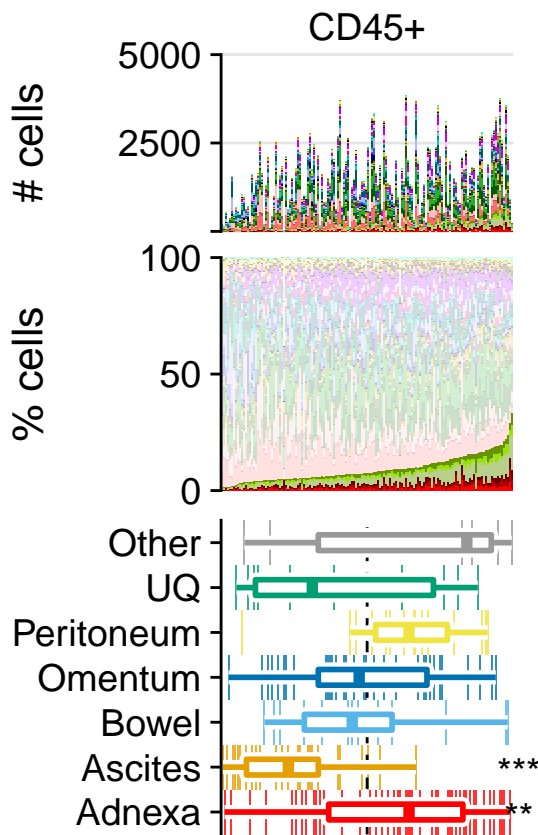 CD45+
5000
2500
# cells
100
50
0
% cells
Other
UQ
Peritoneum
Omentum
Bowel
Ascites ***
Adnexa **